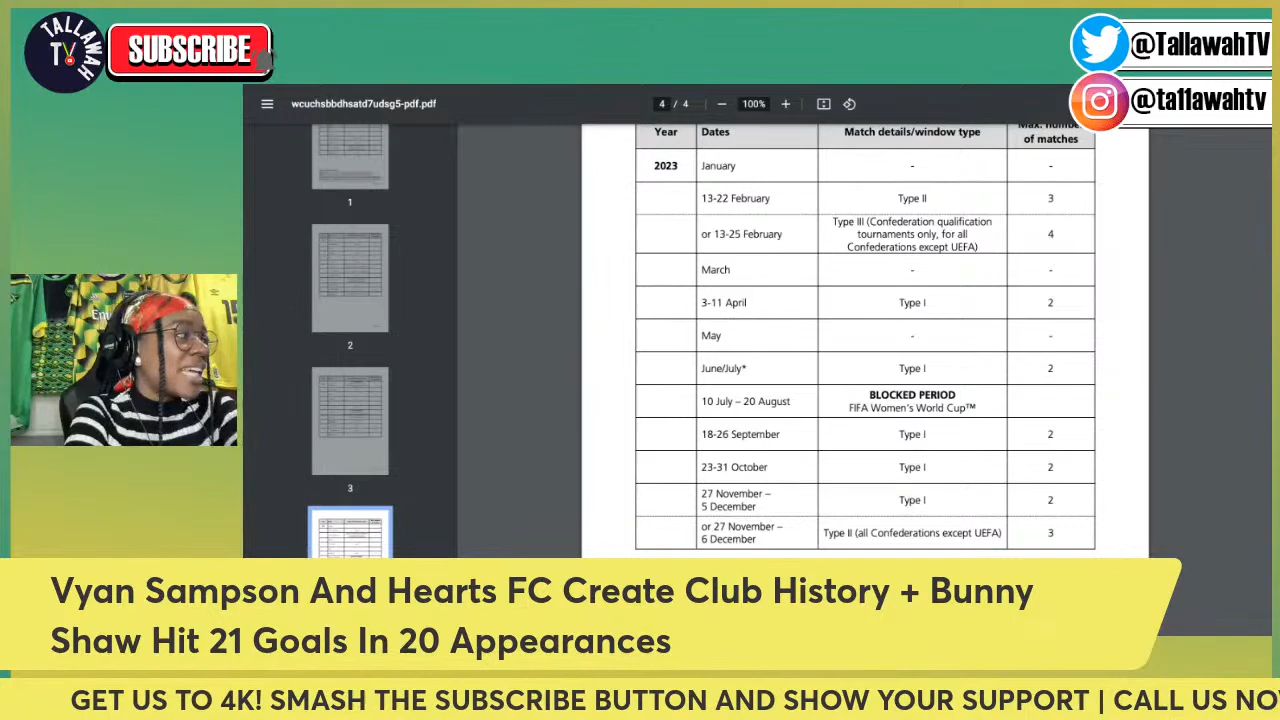 TALLAWAH
TV
SUBSCRIBE
@TallawahTV
@tallawahtv
wcuchsbbdhsatd7udsg5-pdf.pdf
4 / 4
100%
1
2
3
Year Dates Match details/window type Max. number of matches
2023 January - -
13-22 February Type II 3
or 13-25 February Type III (Confederation qualification tournaments only, for all Confederations except UEFA) 4
March - -
3-11 April Type I 2
May - -
June/July* Type I 2
10 July – 20 August BLOCKED PERIOD FIFA Women's World Cup™
18-26 September Type I 2
23-31 October Type I 2
27 November – 5 December Type I 2
or 27 November – 6 December Type II (all Confederations except UEFA) 3
Vyan Sampson And Hearts FC Create Club History + Bunny
Shaw Hit 21 Goals In 20 Appearances
GET US TO 4K! SMASH THE SUBSCRIBE BUTTON AND SHOW YOUR SUPPORT | CALL US NO